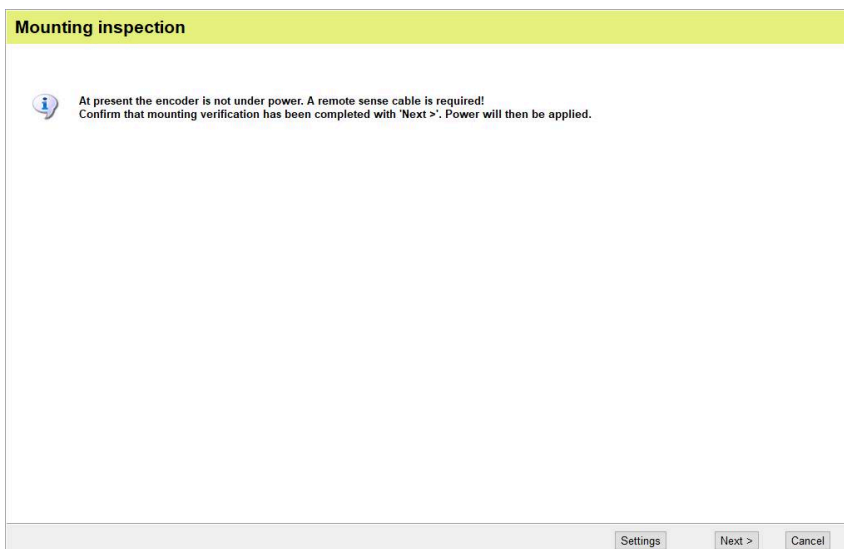 Mounting inspection
At present the encoder is not under power. A remote sense cable is required!
Confirm that mounting verification has been completed with 'Next >'. Power will then be applied.
Settings Next > Cancel